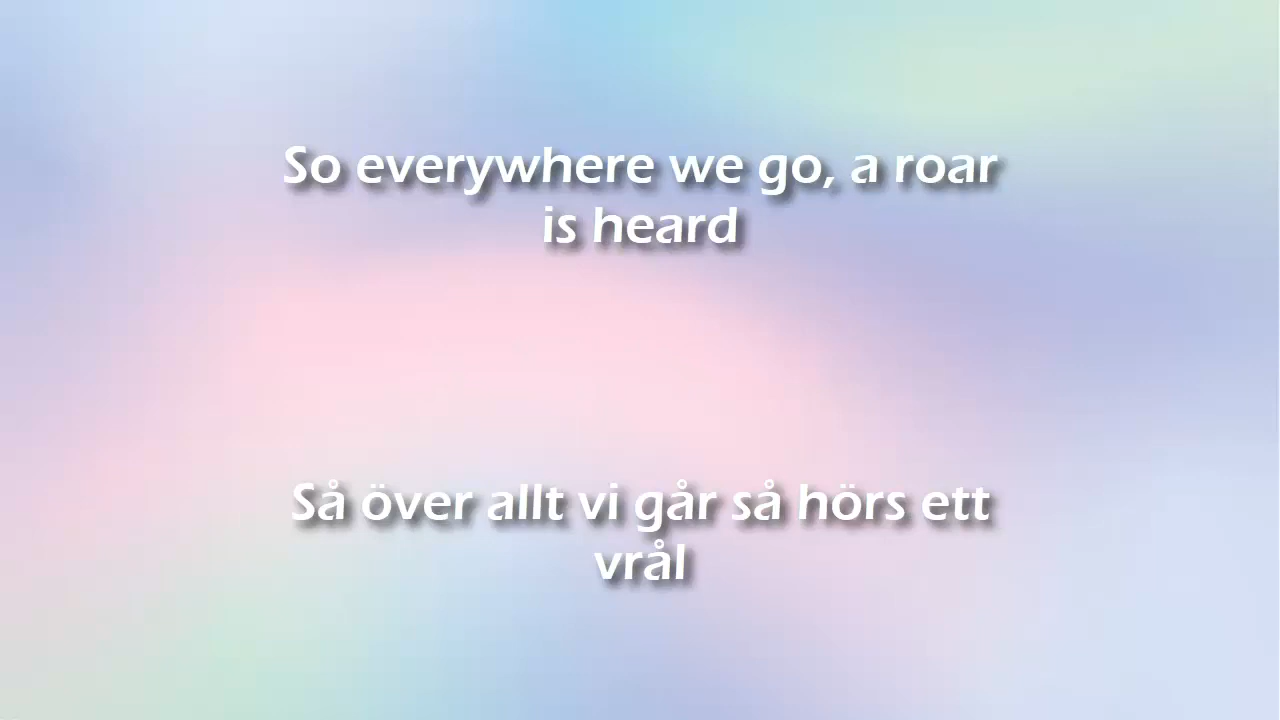 So everywhere we go, a roar
is heard
Så över allt vi går så hörs ett
vrål